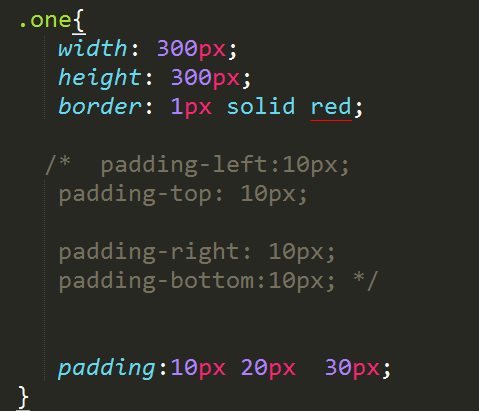 .one{
width: 300px;
height: 300px;
border: 1px solid red;
/*  padding-left:10px;
padding-top: 10px;
padding-right: 10px;
padding-bottom:10px; */
padding:10px 20px  30px;
}